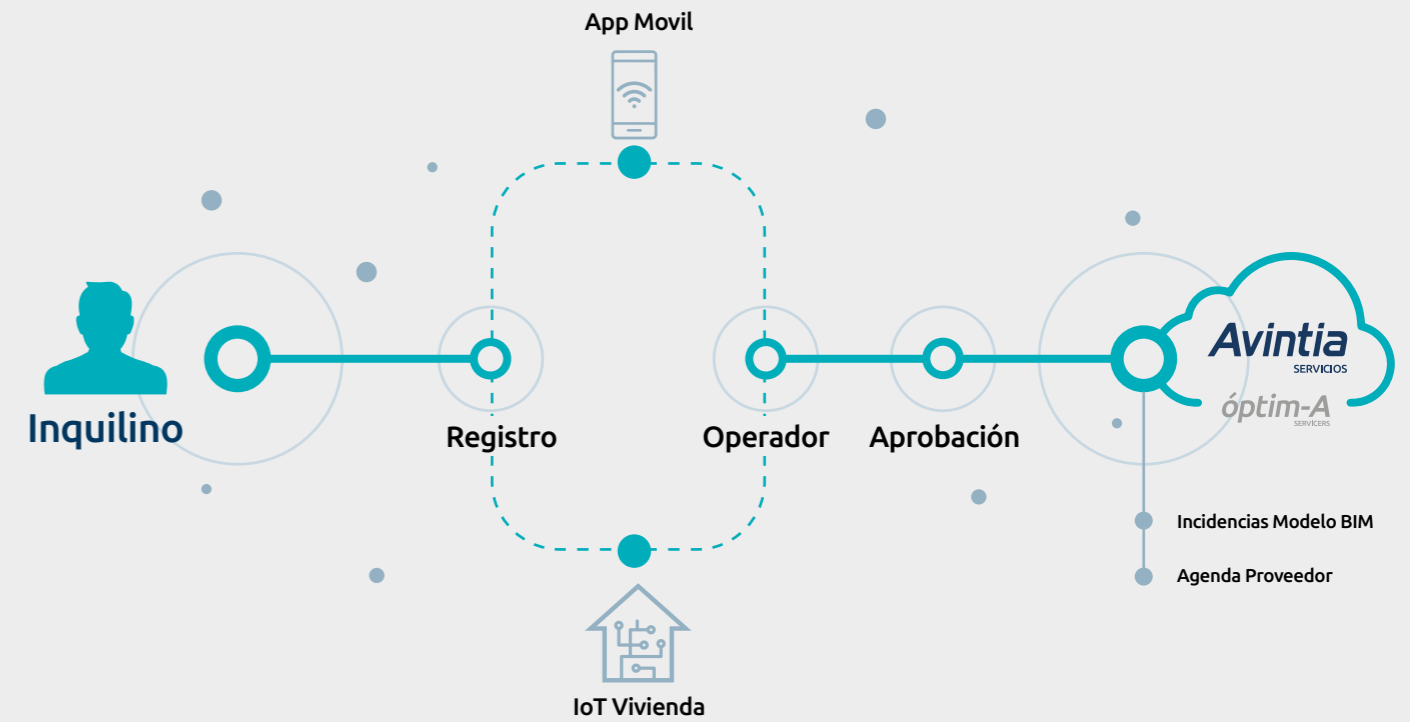 App Movil
Inquilino
Registro
Operador
Aprobación
Avintia
SERVICIOS
óptim-A
SERVICERS
Incidencias Modelo BIM
Agenda Proveedor
IoT Vivienda